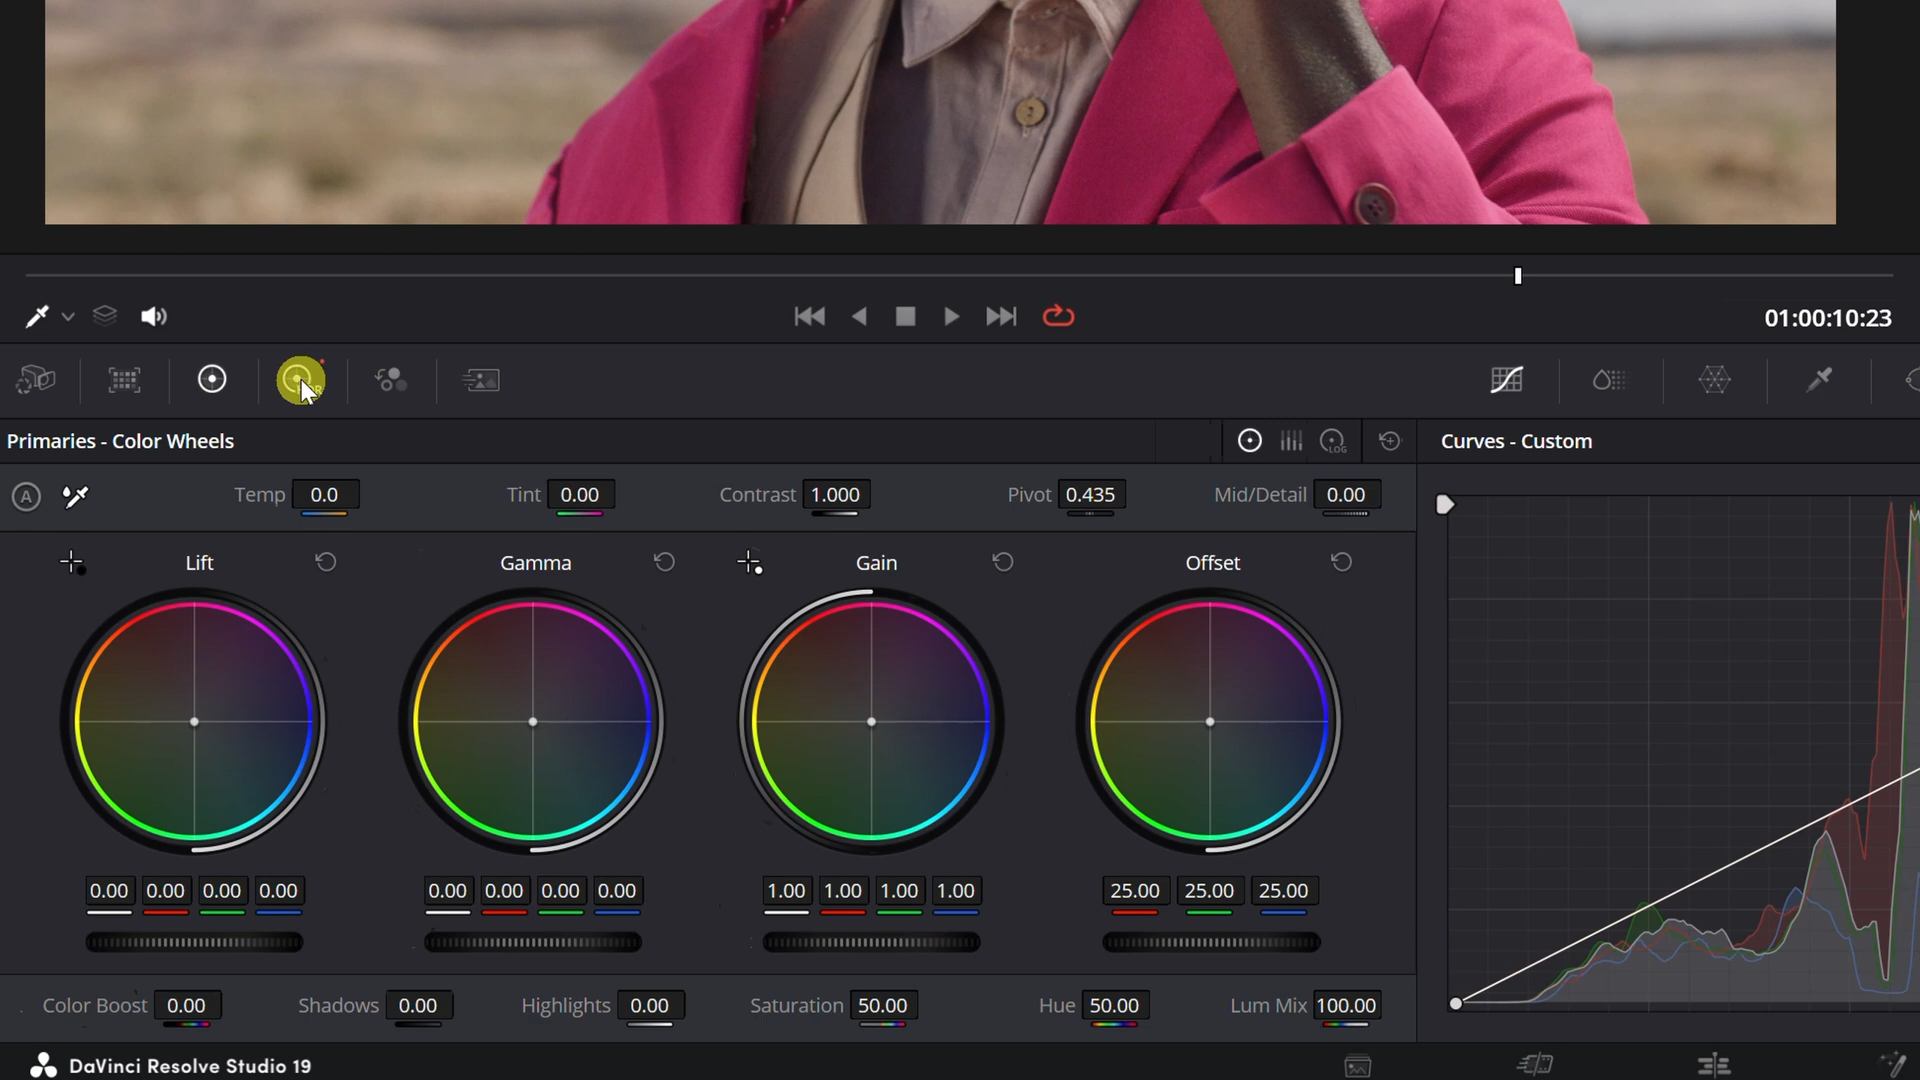 01:00:10:23
Primaries - Color Wheels
LOG
Curves - Custom
A
Temp 0.0
Tint 0.00
Contrast 1.000
Pivot 0.435
Mid/Detail 0.00
Lift
Gamma
Gain
Offset
0.00 0.00 0.00 0.00
0.00 0.00 0.00 0.00
1.00 1.00 1.00 1.00
25.00 25.00 25.00
Color Boost 0.00
Shadows 0.00
Highlights 0.00
Saturation 50.00
Hue 50.00
Lum Mix 100.00
DaVinci Resolve Studio 19